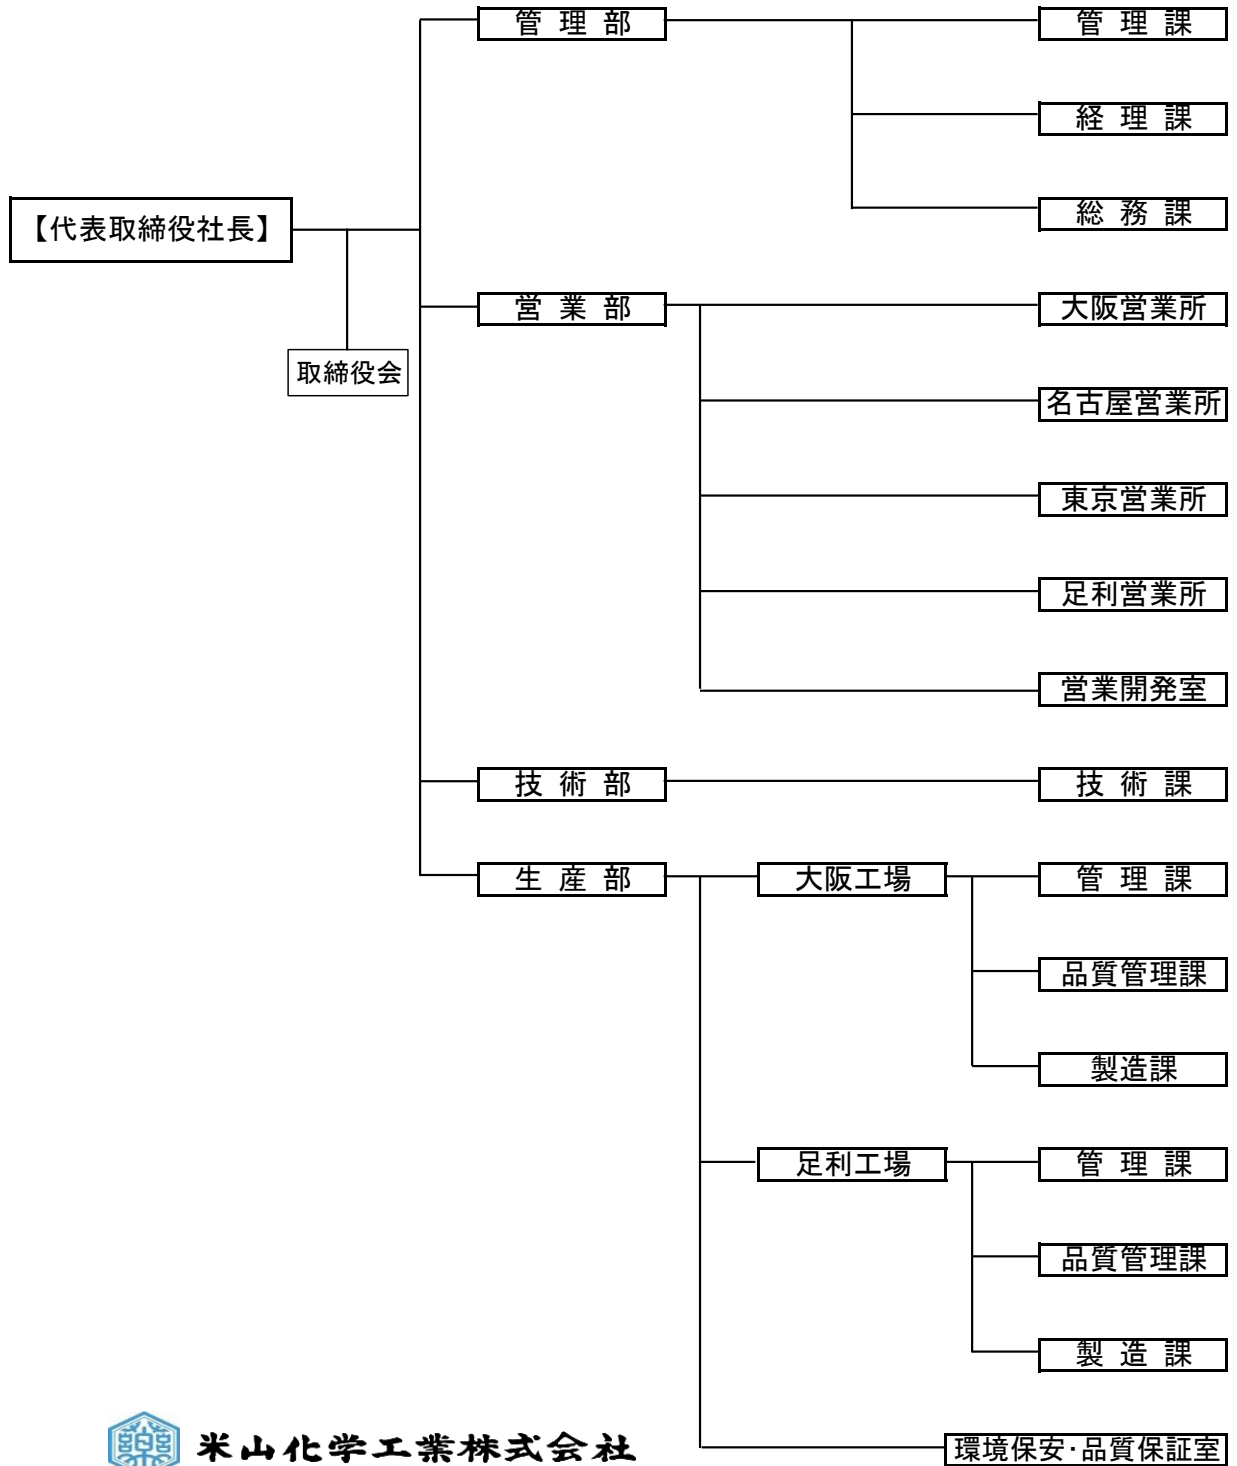 管 理 部
管 理 課
経 理 課
総 務 課
【代表取締役社長】
取締役会
営 業 部
大阪営業所
名古屋営業所
東京営業所
足利営業所
営業開発室
技 術 部
技 術 課
生 産 部
大阪工場
管 理 課
品質管理課
製造課
足利工場
管 理 課
品質管理課
製 造 課
環境保安･品質保証室
米山化学工業株式会社